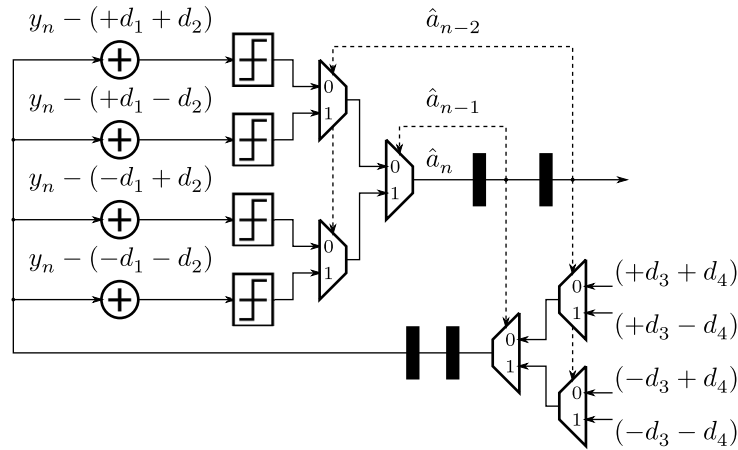 y_n − (+d_1 + d_2)
y_n − (+d_1 − d_2)
y_n − (−d_1 + d_2)
y_n − (−d_1 − d_2)
0
1
0
1
â_{n−2}
â_{n−1}
â_n
0
1
0
1
0
1
0
1
(+d_3 + d_4)
(+d_3 − d_4)
(−d_3 + d_4)
(−d_3 − d_4)